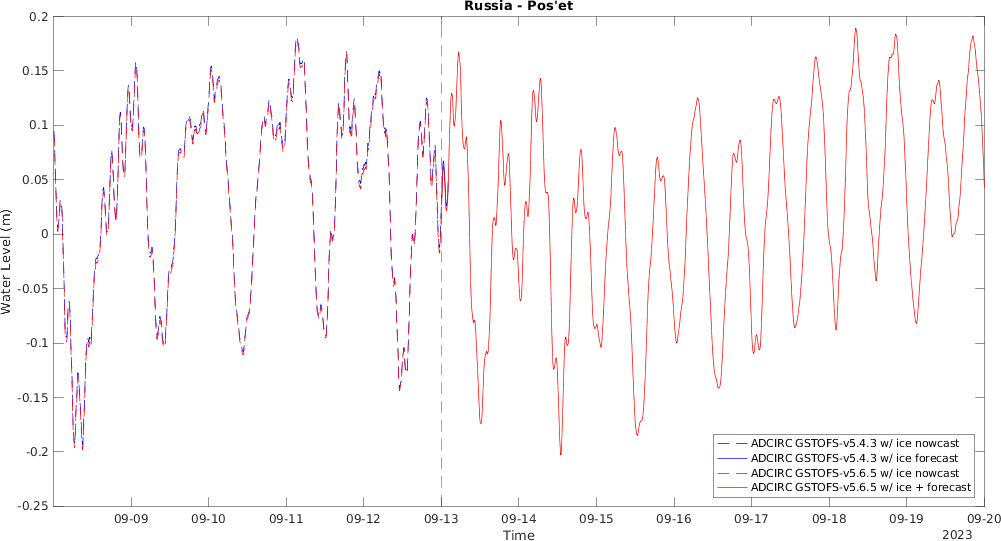 Russia - Pos'et
0.2
0.15
0.1
0.05
0
-0.05
-0.1
-0.15
-0.2
-0.25
Water Level (m)
09-09 09-10 09-11 09-12 09-13 09-14 09-15 09-16 09-17 09-18 09-19 09-20
Time
2023
ADCIRC GSTOFS-v5.4.3 w/ ice nowcast
ADCIRC GSTOFS-v5.4.3 w/ ice forecast
ADCIRC GSTOFS-v5.6.5 w/ ice nowcast
ADCIRC GSTOFS-v5.6.5 w/ ice + forecast